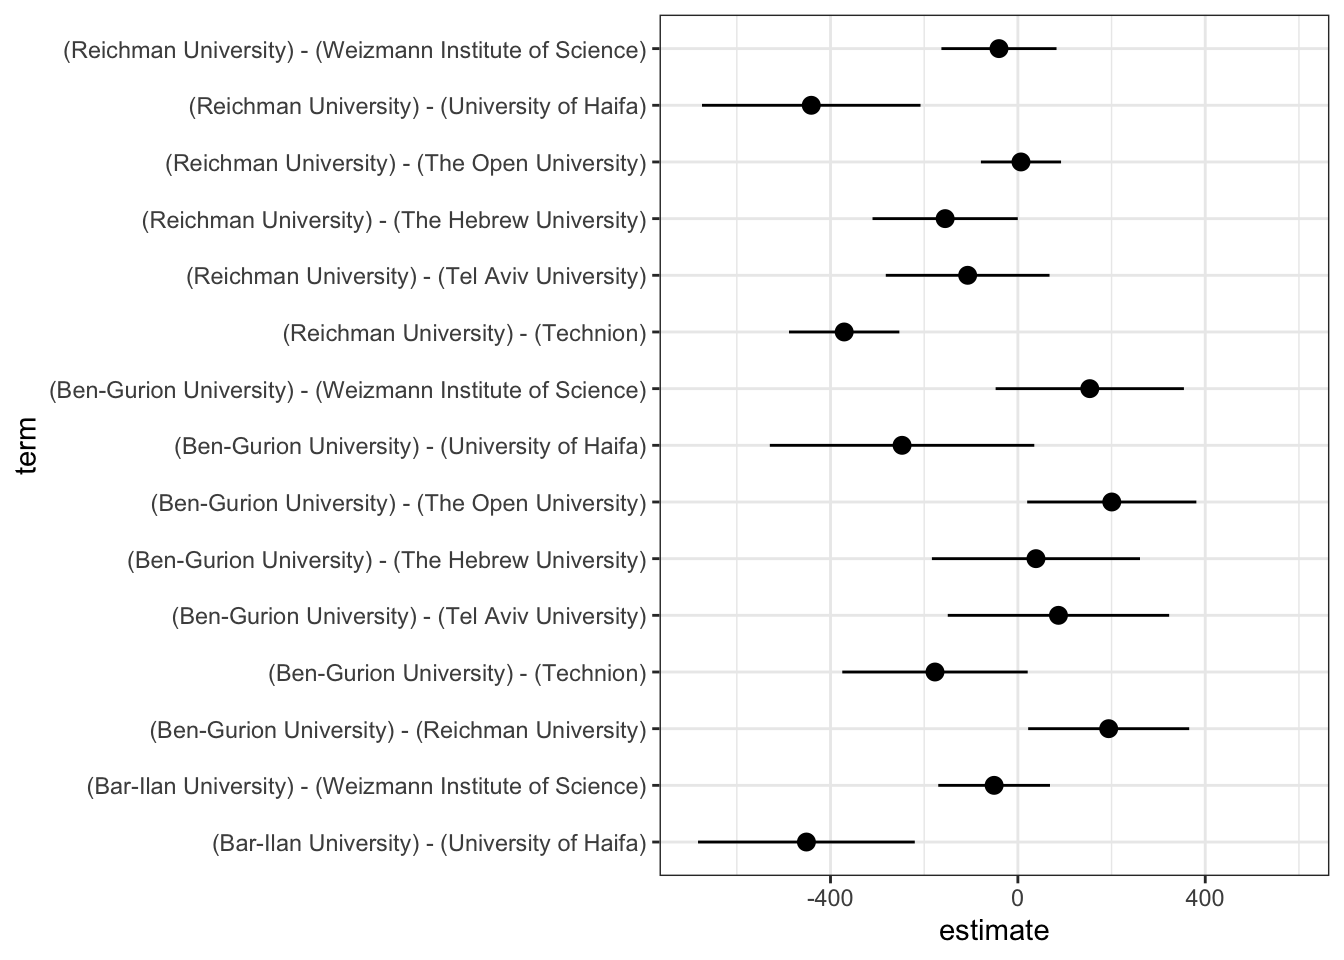 (Reichman University) - (Weizmann Institute of Science)
(Reichman University) - (University of Haifa)
(Reichman University) - (The Open University)
(Reichman University) - (The Hebrew University)
(Reichman University) - (Tel Aviv University)
(Reichman University) - (Technion)
(Ben-Gurion University) - (Weizmann Institute of Science)
(Ben-Gurion University) - (University of Haifa)
(Ben-Gurion University) - (The Open University)
(Ben-Gurion University) - (The Hebrew University)
(Ben-Gurion University) - (Tel Aviv University)
(Ben-Gurion University) - (Technion)
(Ben-Gurion University) - (Reichman University)
(Bar-Ilan University) - (Weizmann Institute of Science)
(Bar-Ilan University) - (University of Haifa)
term
-400 0 400
estimate